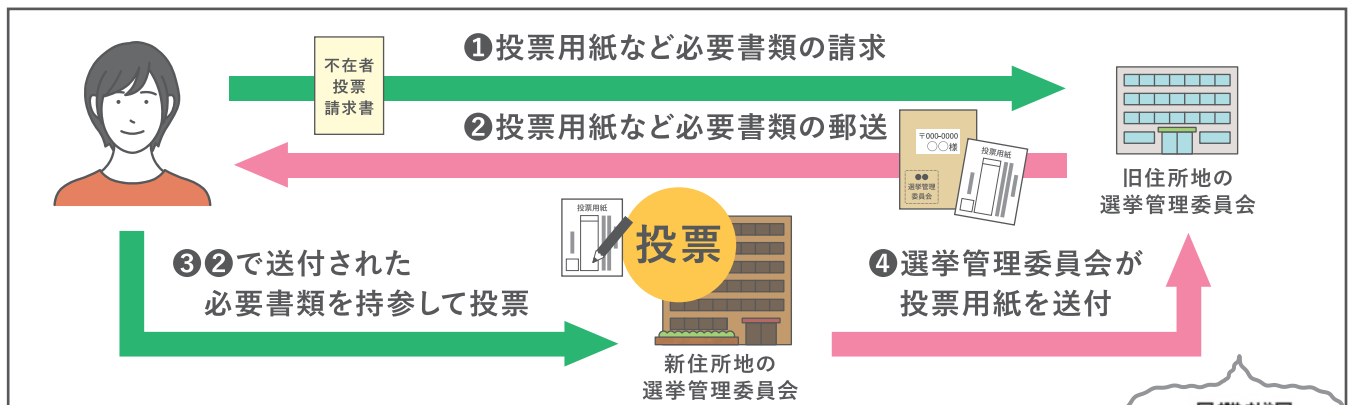 ❶投票用紙など必要書類の請求
不在者
投票
請求書
❷投票用紙など必要書類の郵送
〒000-0000
○○様
●●
選挙管理
委員会
投票用紙
旧住所地の
選挙管理委員会
投票用紙
投票
❸❷で送付された
必要書類を持参して投票
新住所地の
選挙管理委員会
❹選挙管理委員会が
投票用紙を送付